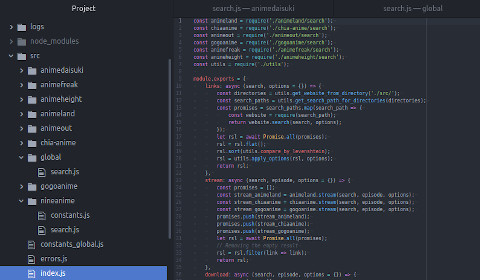 Project
search.js — animedaisuki
search.js — global
logs
node_modules
src
animedaisuki
animefreak
animeheight
animeland
animeout
chia-anime
global
search.js
gogoanime
nineanime
constants.js
search.js
constants_global.js
errors.js
index.js
const animeland = require('./animeland/search');
const chiaanime = require('./chia-anime/search');
const animeout = require('./animeout/search');
const gogoanime = require('./gogoanime/search');
const animefreak = require('./animefreak/search');
const animeheight = require('./animeheight/search');
const utils = require('./utils');
module.exports = {
links: async (search, options = {}) => {
const directories = utils.get_website_from_directory('./src/');
const search_paths = utils.get_search_path_for_directories(directories);
const promises = search_paths.map(search_path => {
const website = require(search_path);
return website.search(search, options);
});
let rsl = await Promise.all(promises);
rsl = rsl.flat();
rsl.sort(utils.compare_by_levenshtein);
rsl = utils.apply_options(rsl, options);
return rsl;
},
stream: async (search, episode, options = {}) => {
const promises = [];
const stream_animeland = animeland.stream(search, episode, options);
const stream_chiaanime = chiaanime.stream(search, episode, options);
const stream_gogoanime = gogoanime.stream(search, episode, options);
promises.push(stream_animeland);
promises.push(stream_chiaanime);
promises.push(stream_gogoanime);
let rsl = await Promise.all(promises);
// Removing the empty result
rsl = rsl.filter(link => link);
return rsl;
},
download: async (search, episode, options = {}) => {